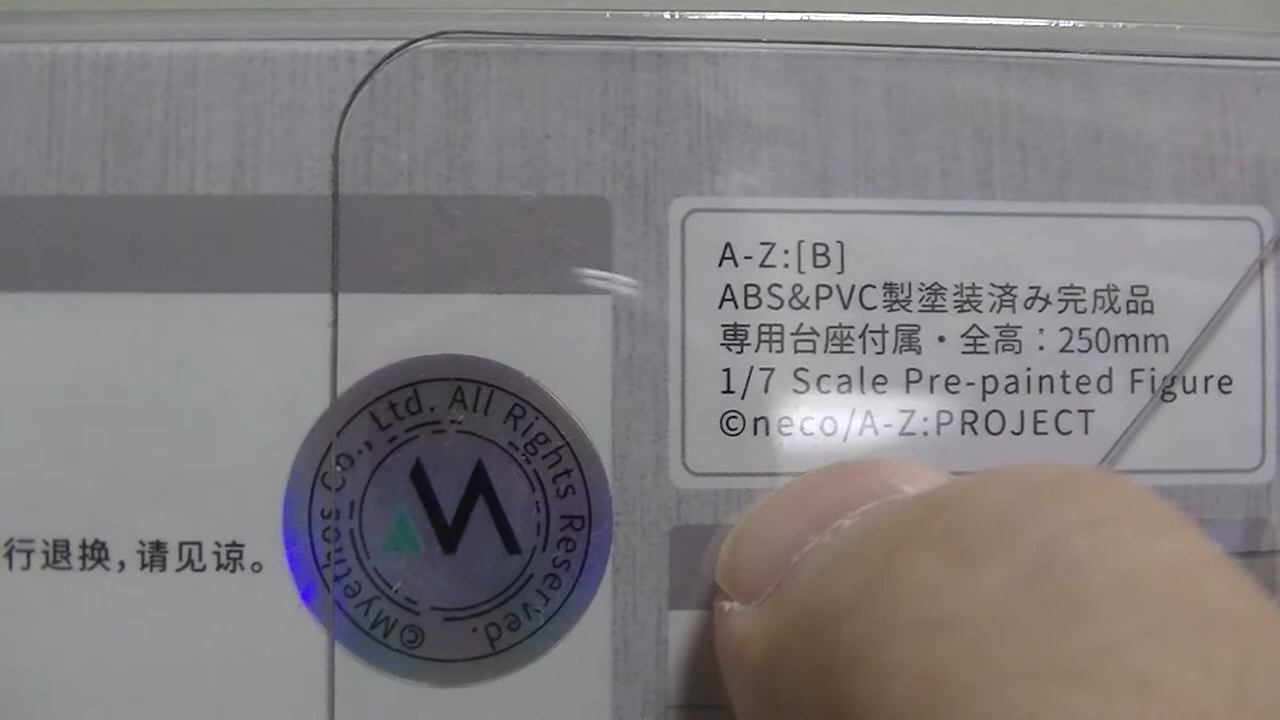 A-Z:[B]
ABS&PVC製塗装済み完成品
専用台座付属・全高：250mm
1/7 Scale Pre-painted Figure
©neco/A-Z:PROJECT
©Myethos Co., Ltd. All Rights Reserved.
行退换,请见谅。